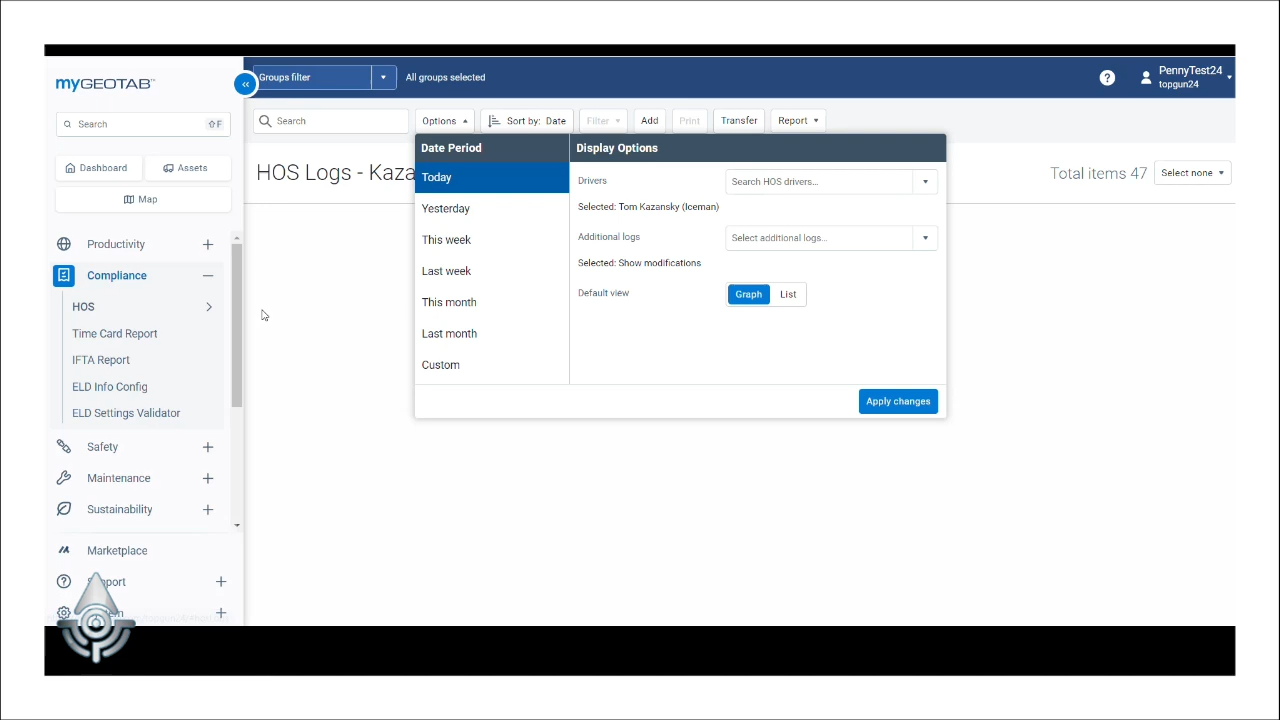 myGEOTAB™
Groups filter
All groups selected
PennyTest24
topgun24
Search
⇧F
Search
Options
Sort by: Date
Filter
Add
Print
Transfer
Report
Dashboard
Assets
Map
HOS Logs - Kaza
Total items 47
Select none
Date Period
Today
Yesterday
This week
Last week
This month
Last month
Custom
Display Options
Drivers
Search HOS drivers...
Selected: Tom Kazansky (Iceman)
Additional logs
Select additional logs...
Selected: Show modifications
Default view
Graph
List
Apply changes
Productivity
Compliance
HOS
Time Card Report
IFTA Report
ELD Info Config
ELD Settings Validator
Safety
Maintenance
Sustainability
Marketplace